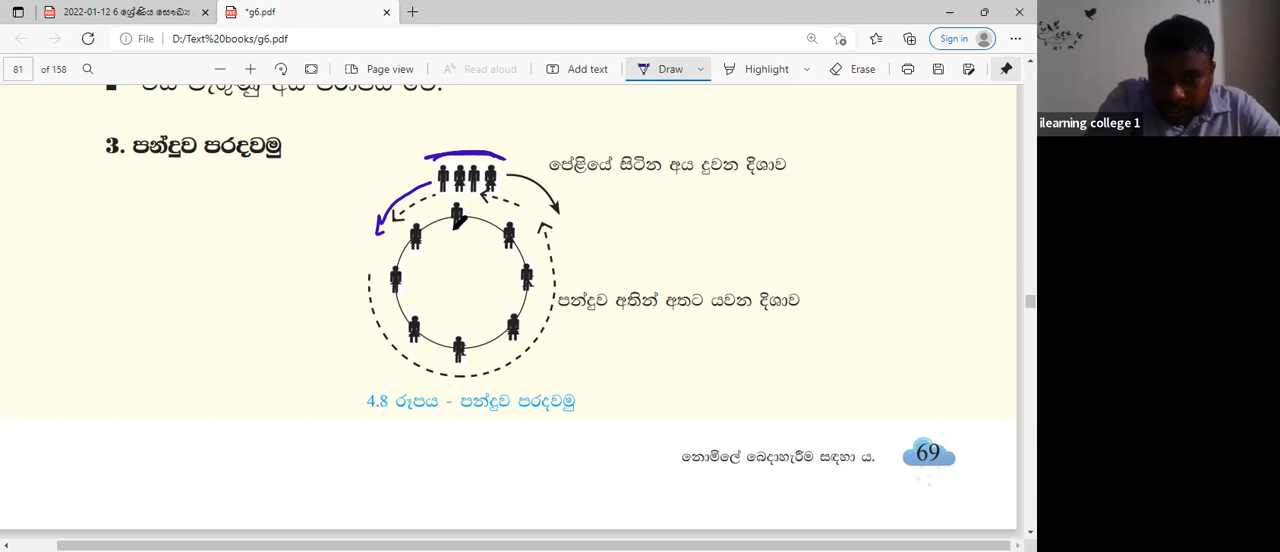 2022-01-12 6 ශ්‍රේණිය සෞඛ්‍ය
*g6.pdf
File D:/Text%20books/g6.pdf
Sign in
81 of 158
Page view
Read aloud
Add text
Draw
Highlight
Erase
ilearning college 1
3. පන්දුව පරදවමු
පේළියේ සිටින අය දුවන දිශාව
පන්දුව අතින් අතට යවන දිශාව
4.8 රූපය - පන්දුව පරදවමු
නොමිලේ බෙදාහැරීම සඳහා ය.
69